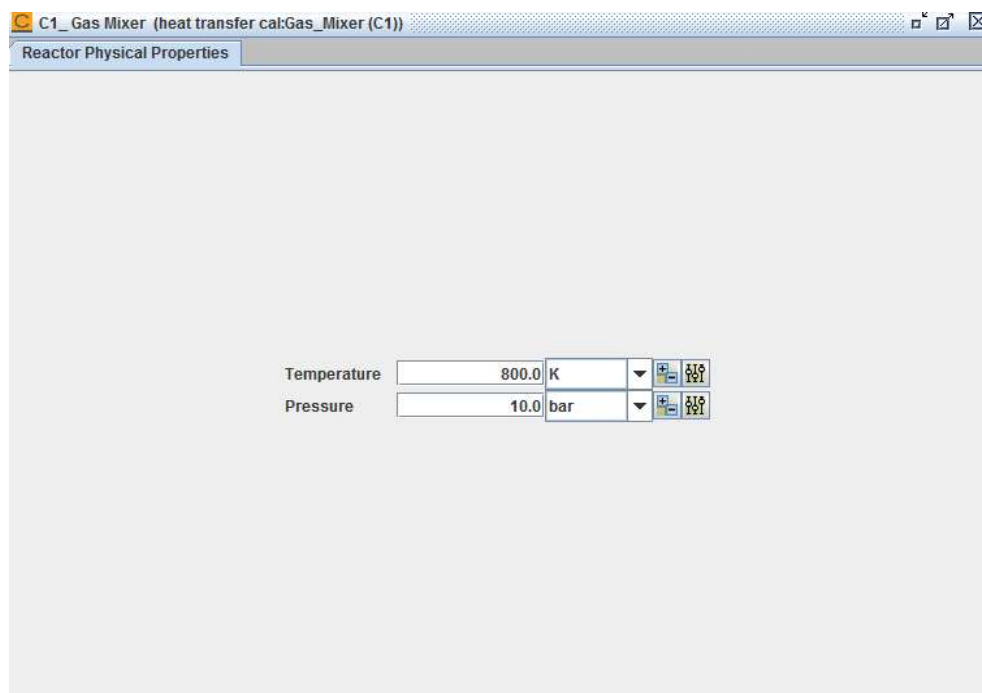 C C1_ Gas Mixer (heat transfer cal:Gas_Mixer (C1))
Reactor Physical Properties
Temperature 800.0 K
Pressure 10.0 bar